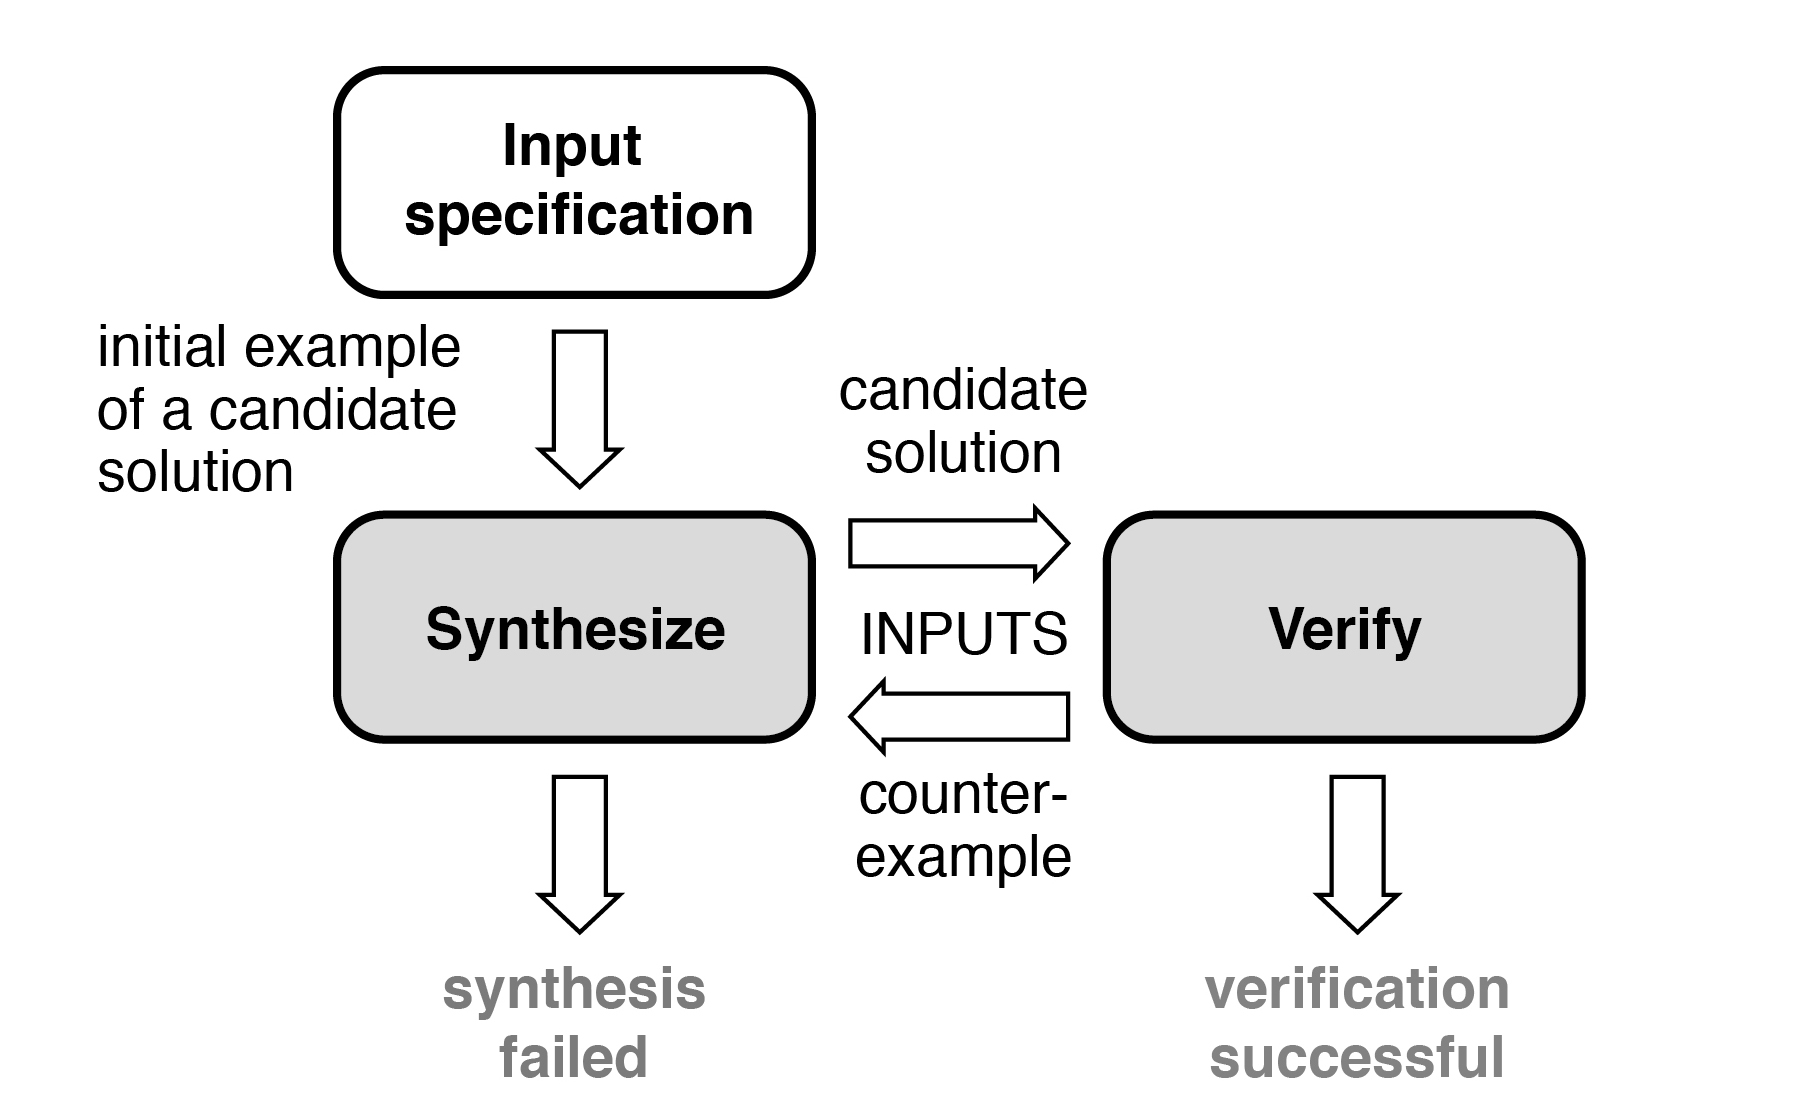 Input
specification
initial example
of a candidate
solution
candidate
solution
Synthesize
INPUTS
Verify
counter-
example
synthesis
failed
verification
successful